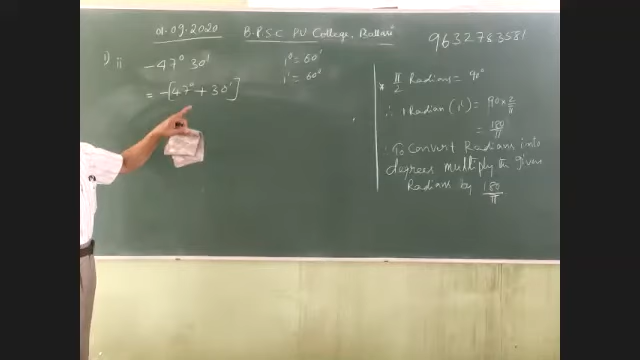 01-09-2020 B.P.S.C PU College, Ballari 9632783581
1) ii -47° 30'
= -[47° + 30']
1° = 60'
1' = 60"
* π/2 Radians = 90°
∴ 1 Radian (1ᶜ) = 90 × 2/π
= 180/π
∴ To Convert Radians into
degrees multiply the given
Radians by 180/π